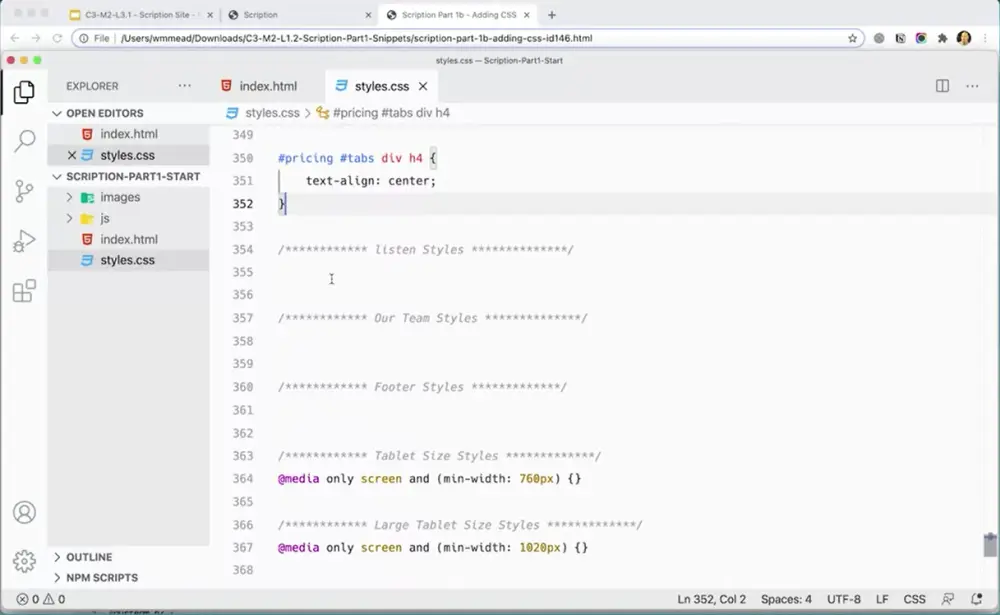 C3-M2-L3.1 - Scription Site -
Scription
Scription Part 1b - Adding CSS
File /Users/wmmead/Downloads/C3-M2-L1.2-Scription-Part1-Snippets/scription-part-1b-adding-css-id146.html
styles.css — Scription-Part1-Start
EXPLORER
index.html
styles.css
OPEN EDITORS
styles.css > #pricing #tabs div h4
index.html
styles.css
SCRIPTION-PART1-START
images
js
index.html
styles.css
349
350 #pricing #tabs div h4 {
351 text-align: center;
352 }
353
354 /************ listen Styles **************/
355
356
357 /************ Our Team Styles **************/
358
359
360 /************ Footer Styles *************/
361
362
363 /************ Tablet Size Styles *************/
364 @media only screen and (min-width: 760px) {}
365
366 /************ Large Tablet Size Styles *************/
367 @media only screen and (min-width: 1020px) {}
368
OUTLINE
NPM SCRIPTS
0 0
Ln 352, Col 2
Spaces: 4
UTF-8
LF
CSS